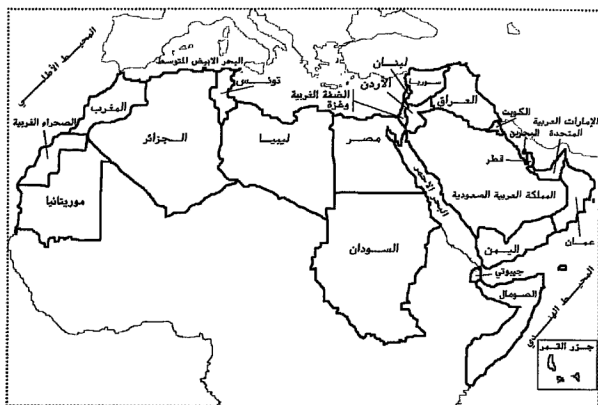 المحيط الأطلسي
البحر الابيض المتوسط
تونس
لبنان
سوريا
الأردن
العراق
الضفة الغربية
وغزة
المغرب
الصحراء الغربية
الجزائر
ليبيا
مصر
الكويت
الإمارات العربية
المتحدة
البحرين
قطر
المملكة العربية السعودية
البحر الاحمر
موريتانيا
السودان
اليمن
عمان
جيبوتي
الصومال
المحيط الهندي
جزر القمر